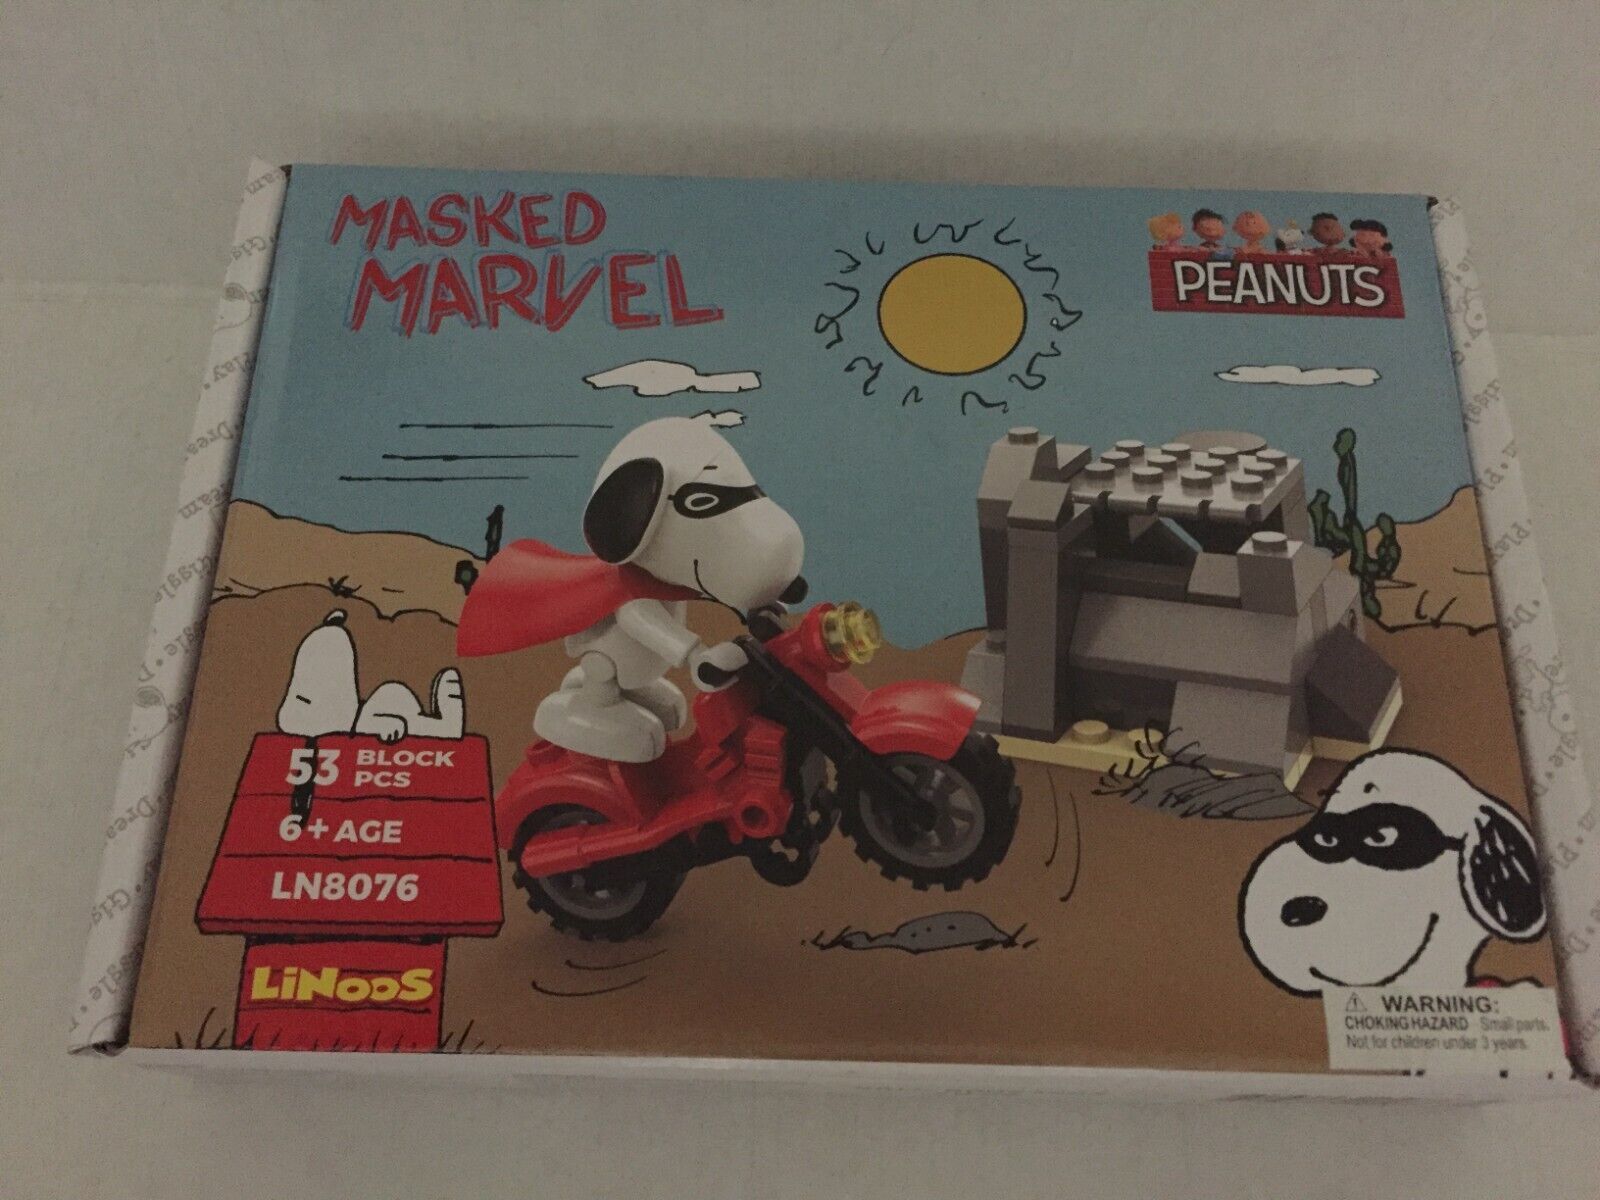 MASKED
MARVEL
PEANUTS
53 BLOCK
PCS
6+ AGE
LN8076
LiNooS
WARNING:
CHOKING HAZARD Small parts.
Not for children under 3 years.